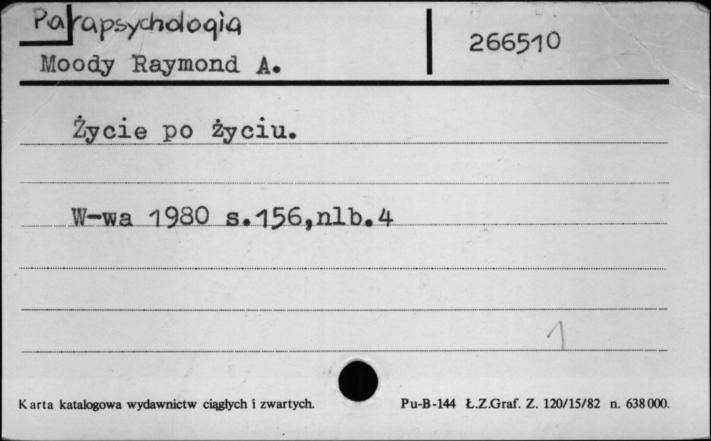 Parapsychologia
266510
Moody Raymond A.
Życie po życiu.
W-wa 1980 s.156,nlb.4
1
Karta katalogowa wydawnictw ciągłych i zwartych.
Pu-B-144 Ł.Z.Graf. Z. 120/15/82 n. 638000.